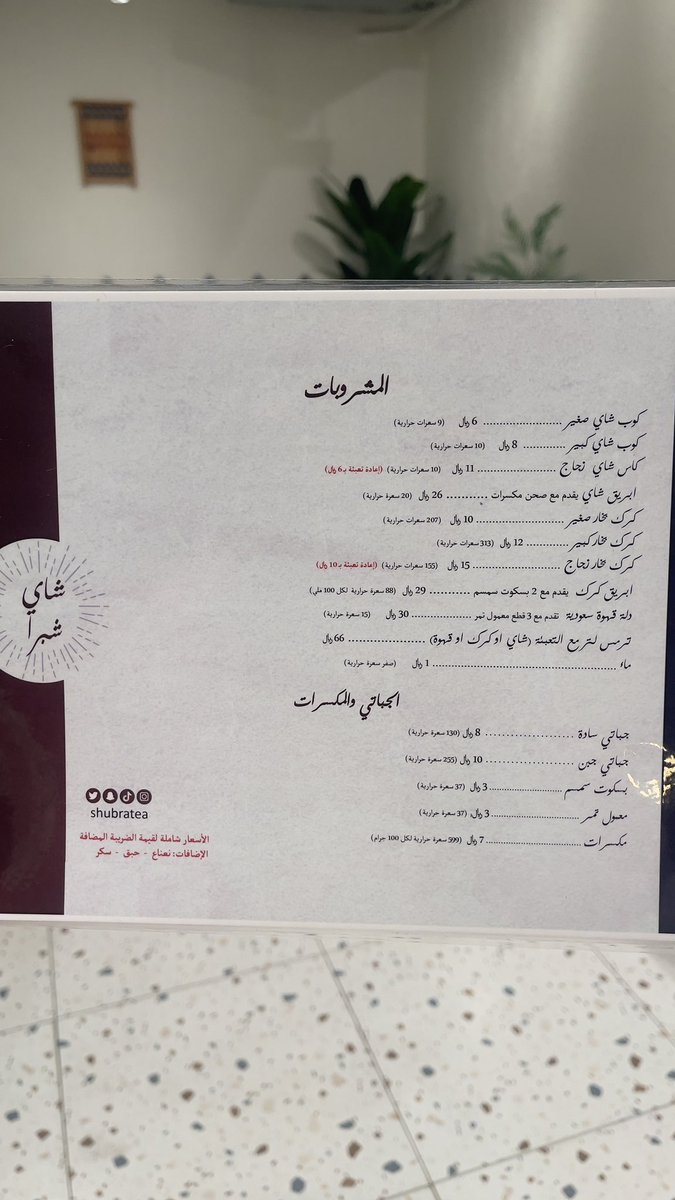 المشروبات
كوب شاي صغير ........................ 6 ريال (9 سعرات حرارية)
كوب شاي كبير ............. 8 ريال (10 سعرات حرارية)
كاس شاي زجاج ........................ 11 ريال (10 سعرات حرارية) (إعادة تعبئة بـ 6 ريال)
ابريق شاي يقدم مع صحن مكسرات .......... 26 ريال (20 سعرة حرارية)
كرك بخار صغير ........................... 10 ريال (207 سعرات حرارية)
كرك بخار كبير ............. 12 ريال (313 سعرات حرارية)
كرك بخار زجاج ........................ 15 ريال (155 سعرات حرارية) (إعادة تعبئة بـ 10 ريال)
ابريق كرك يقدم مع 2 بسكوت سمسم .......... 29 ريال (88 سعرة حرارية لكل 100 ملي)
دلة قهوة سعودية تقدم مع 3 قطع معمول تمر .................... 30 ريال (15 سعرة حرارية)
ترمس لتر مع التعبئة (شاي او كرك او قهوة) .................... 66 ريال
ماء ........................................................ 1 ريال (صفر سعرة حرارية)
الجباتي والمكسرات
جباتي سادة ...................... 8 ريال (130 سعرة حرارية)
جباتي جبن ...................... 10 ريال (255 سعرة حرارية)
بسكوت سمسم .......................... 3 ريال (37 سعرة حرارية)
معمول تمر .......................... 3 ريال (37 سعرة حرارية)
مكسرات ............................. 7 ريال (599 سعرة حرارية لكل 100 جرام)
شاي
شبرا
shubratea
الأسعار شاملة لقيمة الضريبة المضافة
الإضافات: نعناع - حبق - سكر